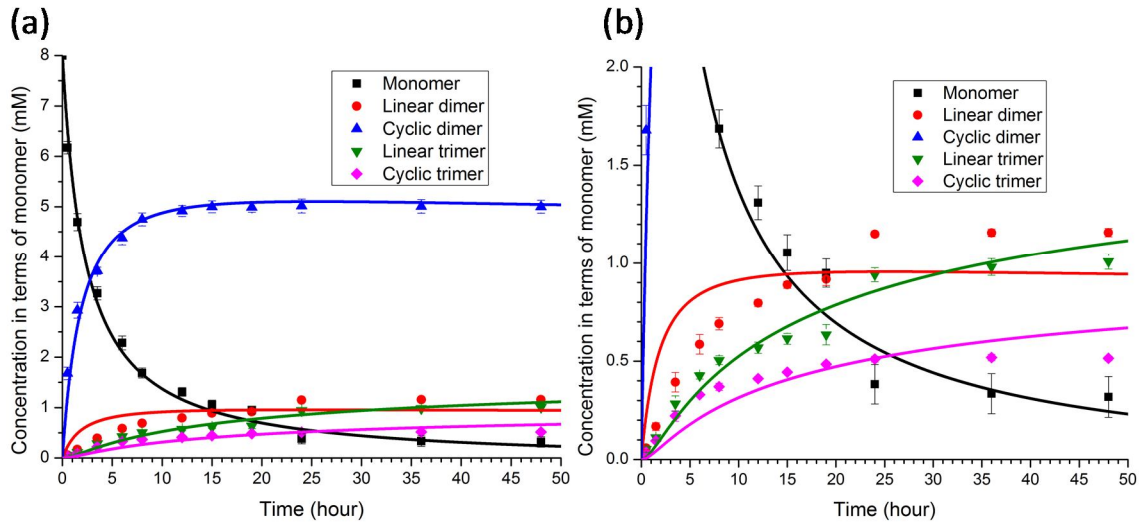 (a)
Concentration in terms of monomer (mM)
8
7
6
5
4
3
2
1
0
Monomer
Linear dimer
Cyclic dimer
Linear trimer
Cyclic trimer
0 5 10 15 20 25 30 35 40 45 50
Time (hour)
(b)
Concentration in terms of monomer (mM)
2.0
1.5
1.0
0.5
0.0
Monomer
Linear dimer
Cyclic dimer
Linear trimer
Cyclic trimer
0 5 10 15 20 25 30 35 40 45 50
Time (hour)